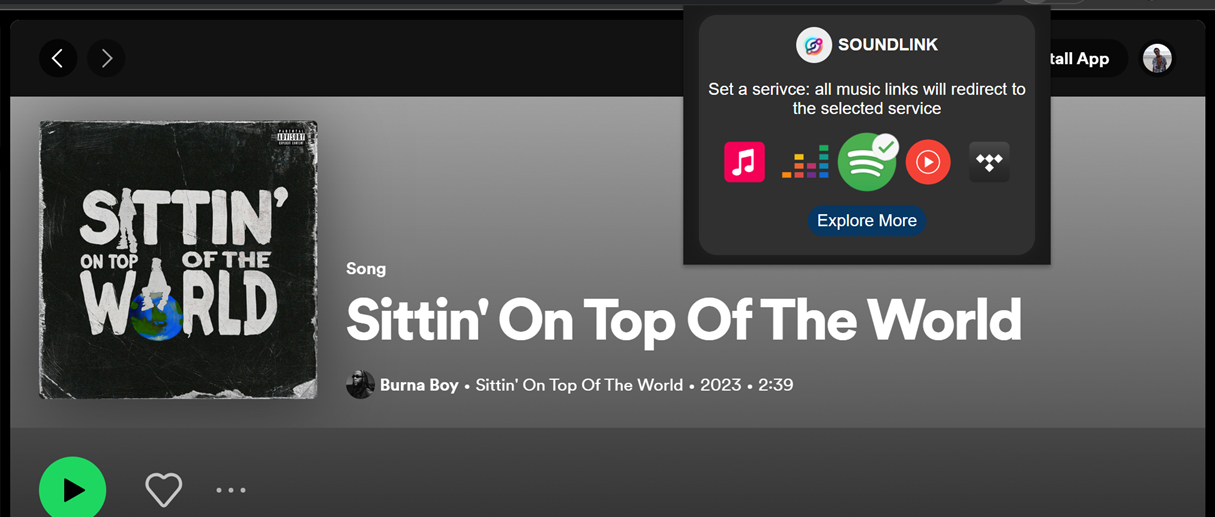 SOUNDLINK
tall App
Set a serivce: all music links will redirect to
the selected service
Explore More
PARENTAL
ADVISORY
EXPLICIT CONTENT
SITTIN'
ON TOP OF THE
WORLD
Song
Sittin' On Top Of The World
Burna Boy • Sittin' On Top Of The World • 2023 • 2:39